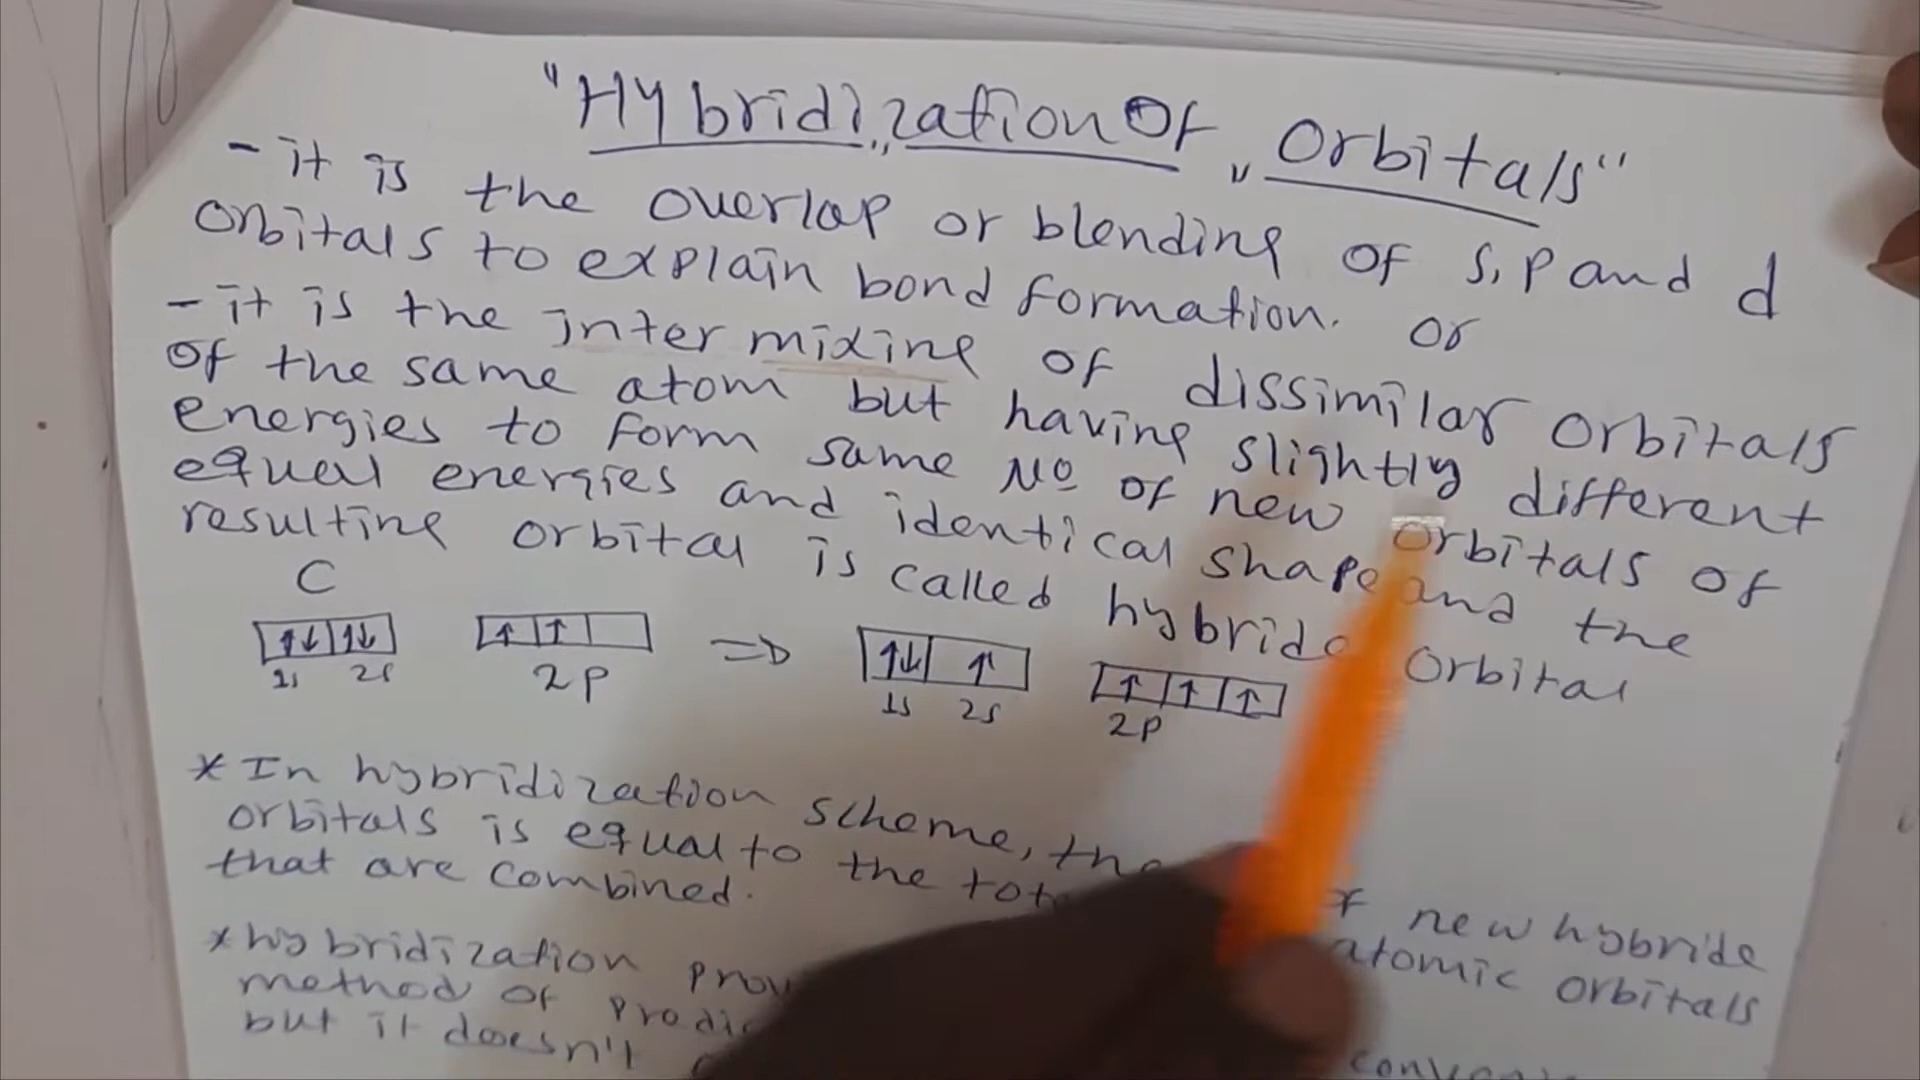 "Hybridization Of Orbitals"
- it is the overlap or blending of s, p and d
orbitals to explain bond formation. or
- it is the intermixing of dissimilar orbitals
of the same atom but having slightly different
energies to form same No of new orbitals of
equal energies and identical shape and the
resulting orbital is called hybride orbital
C
↑↓ ↑↓ ↑ ↑ => ↑↓ ↑ ↑ ↑ ↑
1s 2s 2p 1s 2s 2p
* In hybridization scheme, the new hybride
orbitals is equal to the atomic orbitals
that are combined.
* hybridization
method of
but it doesn't